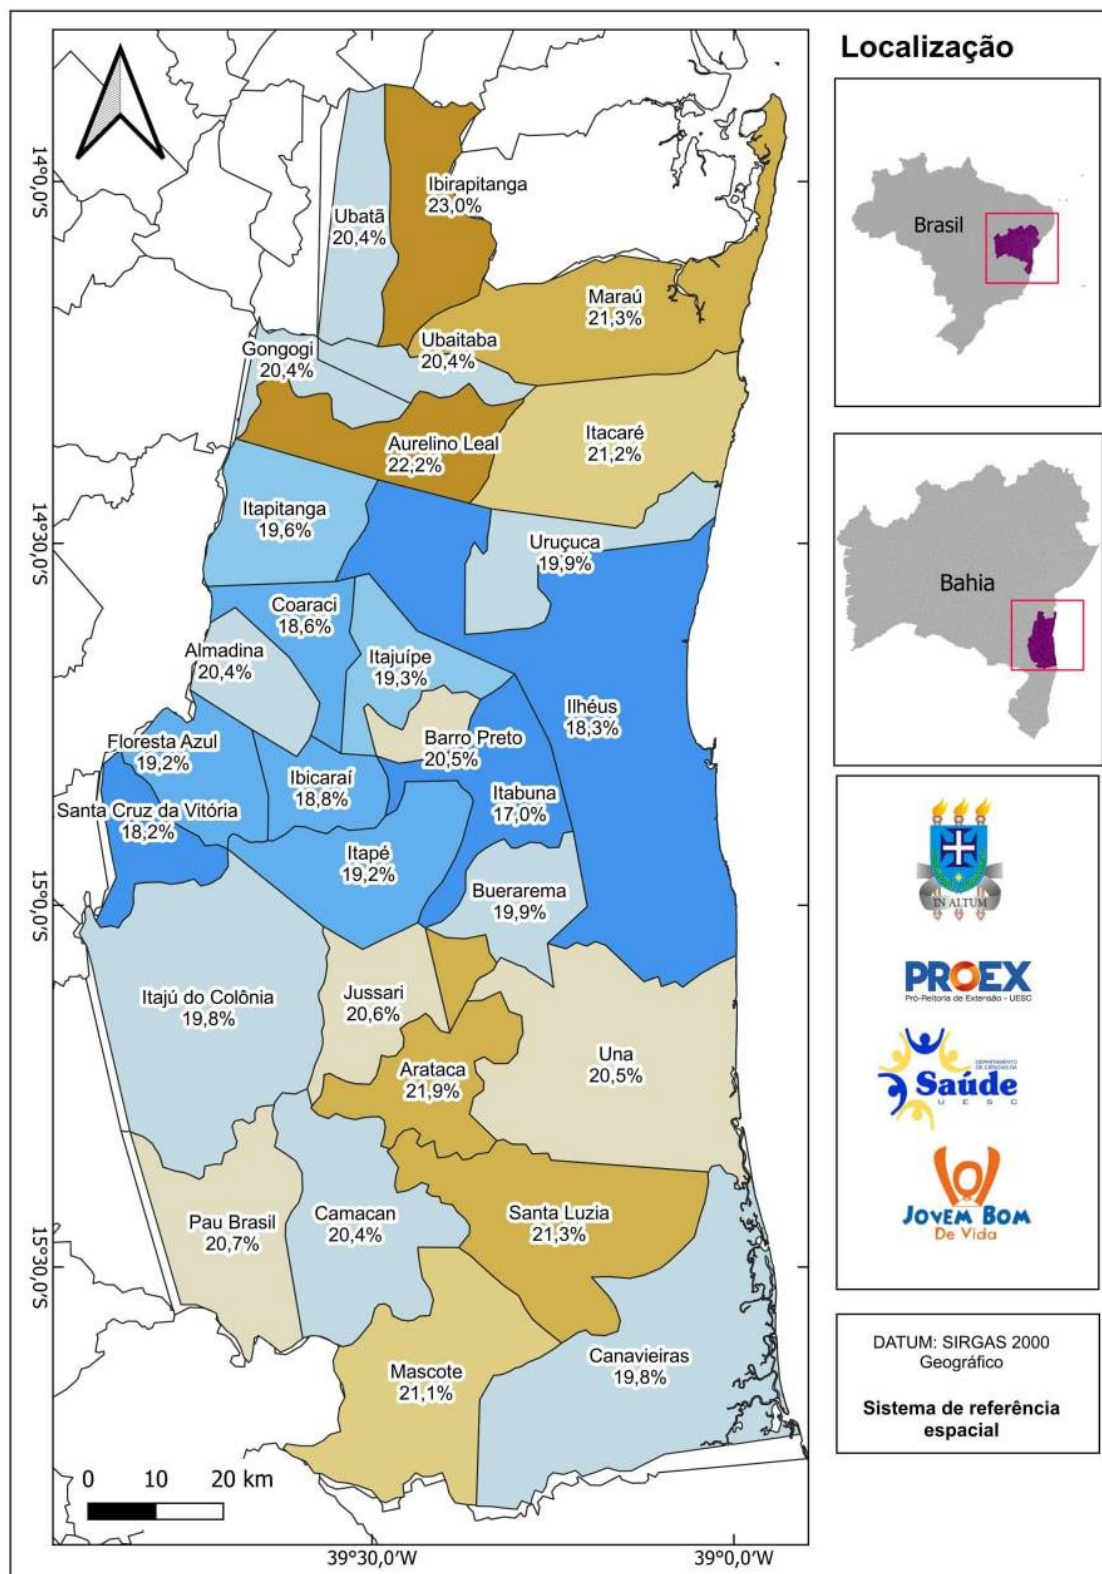 Localização
Brasil
Bahia
IN ALTUM
PROEX
Pró-Reitoria de Extensão - UESC
DEPARTAMENTO
DE CIÊNCIAS DA
Saúde
UESC
JOVEM BOM
De Vida
DATUM: SIRGAS 2000
Geográfico
Sistema de referência
espacial
14°0,0'S
14°30,0'S
15°0,0'S
15°30,0'S
39°30,0'W
39°0,0'W
0 10 20 km
Ibirapitanga
23,0%
Ubatã
20,4%
Maraú
21,3%
Ubaitaba
20,4%
Gongogi
20,4%
Itacaré
21,2%
Aurelino Leal
22,2%
Itapitanga
19,6%
Uruçuca
19,9%
Coaraci
18,6%
Almadina
20,4%
Itajuípe
19,3%
Ilhéus
18,3%
Floresta Azul
19,2%
Barro Preto
20,5%
Ibicaraí
18,8%
Itabuna
17,0%
Santa Cruz da Vitória
18,2%
Itapé
19,2%
Buerarema
19,9%
Itajú do Colônia
19,8%
Jussari
20,6%
Una
20,5%
Arataca
21,9%
Pau Brasil
20,7%
Camacan
20,4%
Santa Luzia
21,3%
Canavieiras
19,8%
Mascote
21,1%